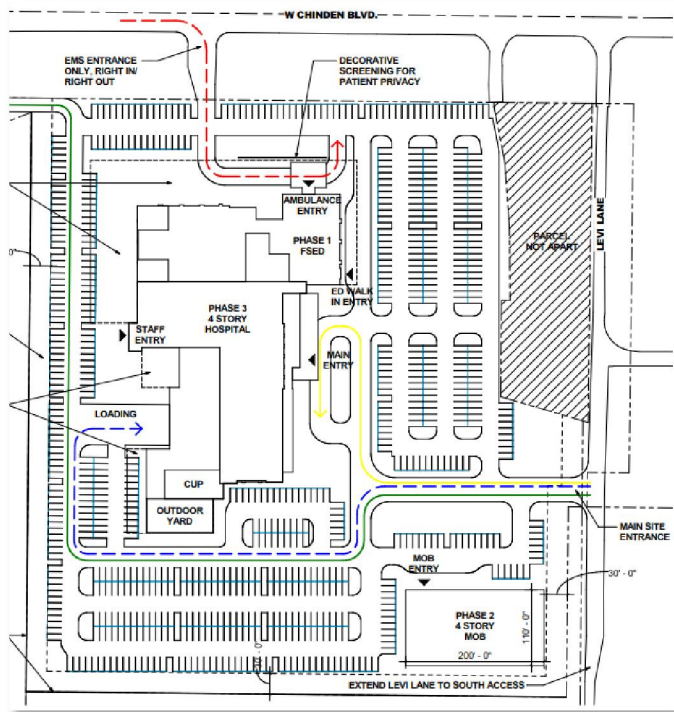 W CHINDEN BLVD.
EMS ENTRANCE
ONLY, RIGHT IN/
RIGHT OUT
DECORATIVE
SCREENING FOR
PATIENT PRIVACY
AMBULANCE
ENTRY
PHASE 1
FSED
PARCEL
NOT APART
LEVI LANE
ED WALK
IN ENTRY
PHASE 3
4 STORY
HOSPITAL
STAFF
ENTRY
MAIN
ENTRY
LOADING
CUP
OUTDOOR
YARD
MAIN SITE
ENTRANCE
MOB
ENTRY
30' - 0"
PHASE 2
4 STORY
MOB
110' - 0"
200' - 0"
EXTEND LEVI LANE TO SOUTH ACCESS